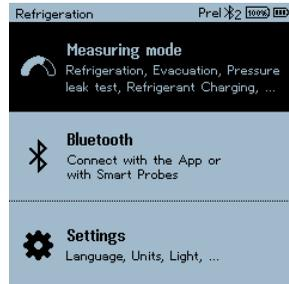 Refrigeration Prel 2 100%
Measuring mode
Refrigeration, Evacuation, Pressure
leak test, Refrigerant Charging, ...
Bluetooth
Connect with the App or
with Smart Probes
Settings
Language, Units, Light, ...